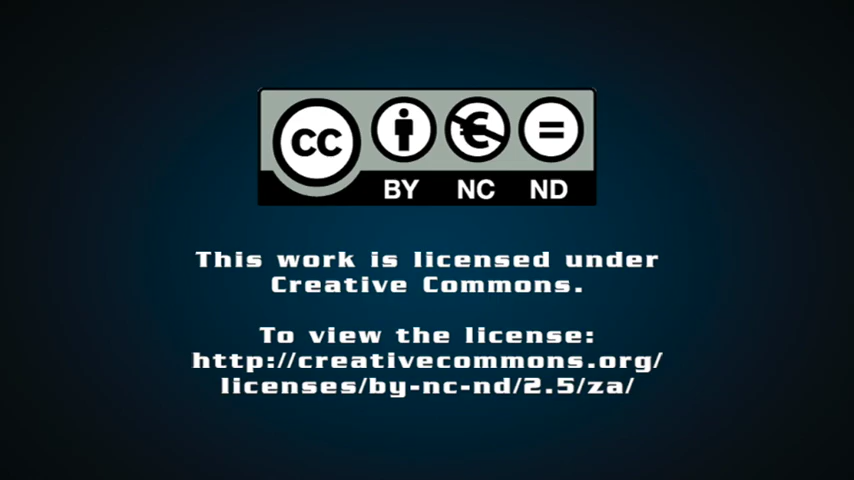 CC
BY NC ND
This work is licensed under
Creative Commons.
To view the license:
http://creativecommons.org/
licenses/by-nc-nd/2.5/za/